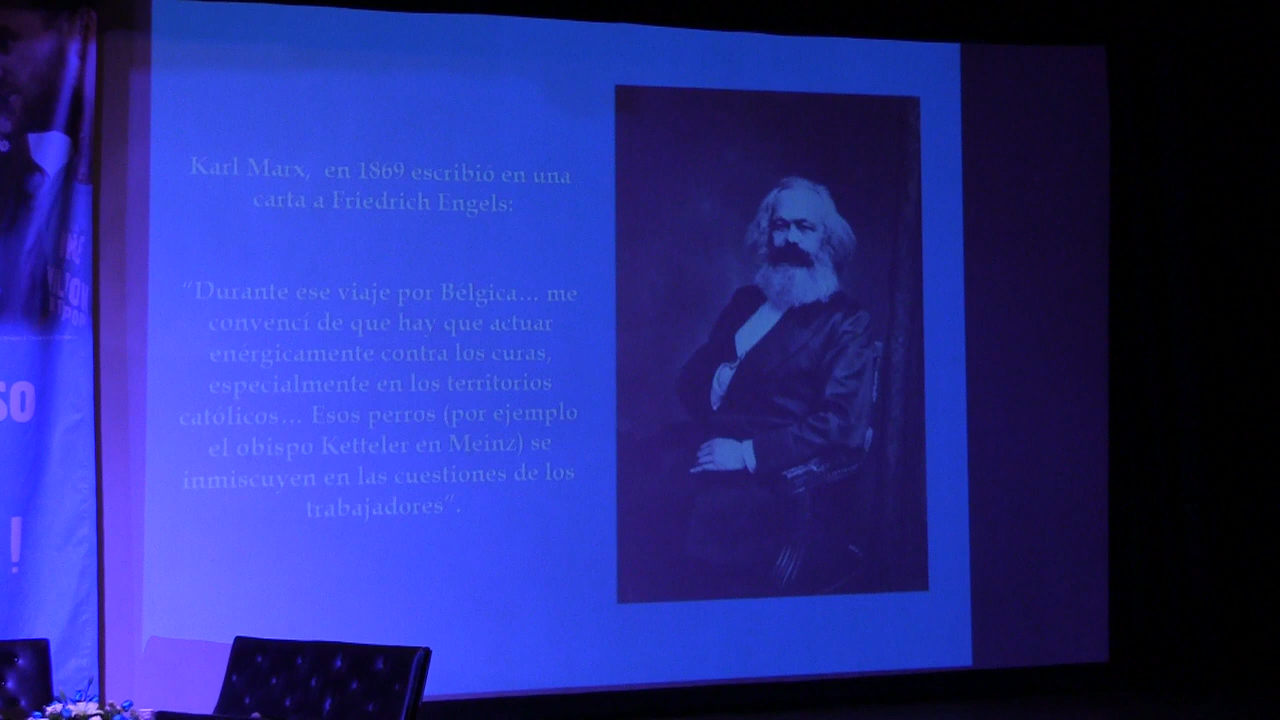 Karl Marx, en 1869 escribió en una
carta a Friedrich Engels:
“Durante ese viaje por Bélgica... me
convencí de que hay que actuar
enérgicamente contra los curas,
especialmente en los territorios
católicos... Esos perros (por ejemplo
el obispo Ketteler en Meinz) se
inmiscuyen en las cuestiones de los
trabajadores”.
SO
!